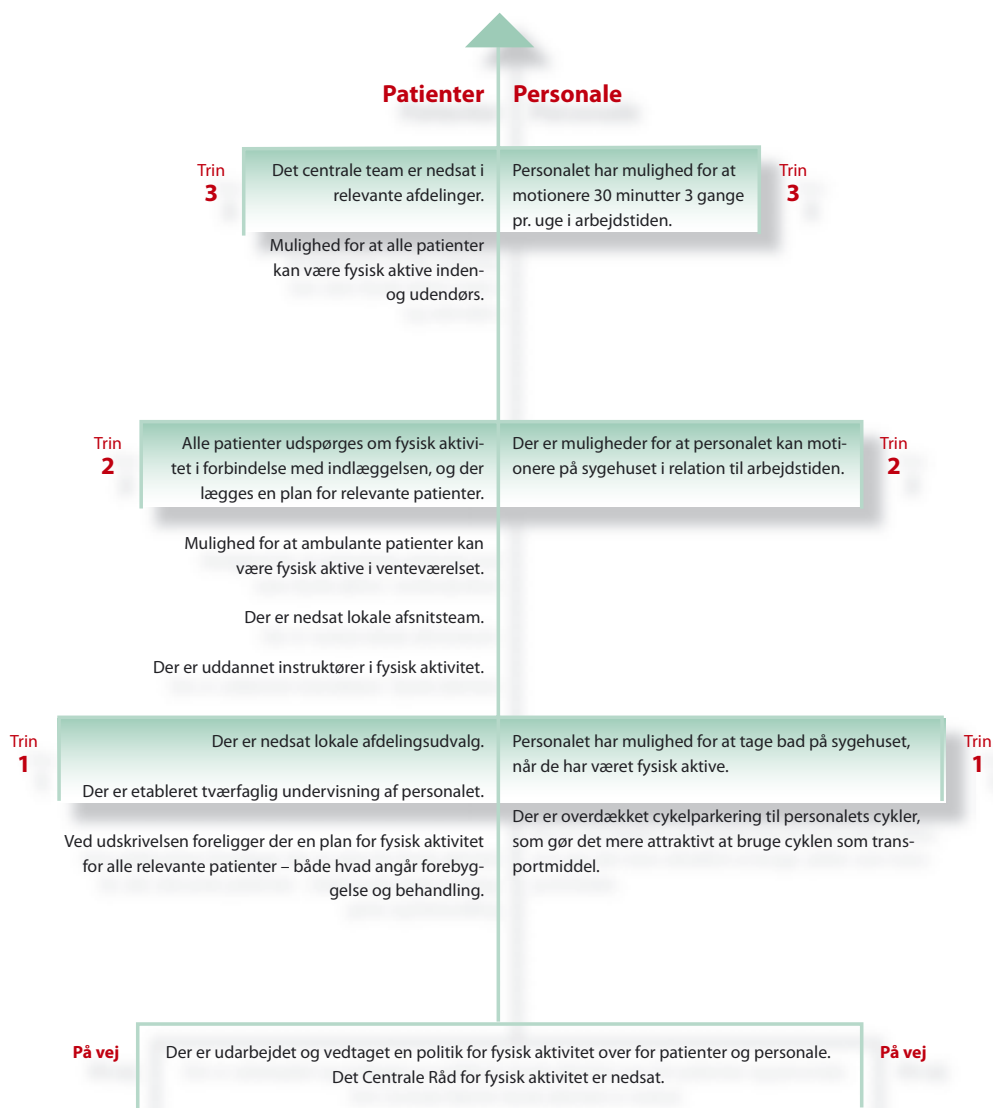 Patienter
Personale
Trin
3
Det centrale team er nedsat i
relevante afdelinger.
Mulighed for at alle patienter
kan være fysisk aktive inden-
og udendørs.
Personalet har mulighed for at
motionere 30 minutter 3 gange
pr. uge i arbejdstiden.
Trin
3
Trin
2
Alle patienter udspørges om fysisk aktivi-
tet i forbindelse med indlæggelsen, og der
lægges en plan for relevante patienter.
Mulighed for at ambulante patienter kan
være fysisk aktive i venteværelset.
Der er nedsat lokale afsnitsteam.
Der er uddannet instruktører i fysisk aktivitet.
Der er muligheder for at personalet kan moti-
onere på sygehuset i relation til arbejdstiden.
Trin
2
Trin
1
Der er nedsat lokale afdelingsudvalg.
Der er etableret tværfaglig undervisning af personalet.
Ved udskrivelsen foreligger der en plan for fysisk aktivitet
for alle relevante patienter – både hvad angår forebyg-
gelse og behandling.
Personalet har mulighed for at tage bad på sygehuset,
når de har været fysisk aktive.
Der er overdækket cykelparkering til personalets cykler,
som gør det mere attraktivt at bruge cyklen som trans-
portmiddel.
Trin
1
På vej
Der er udarbejdet og vedtaget en politik for fysisk aktivitet over for patienter og personale.
Det Centrale Råd for fysisk aktivitet er nedsat.
På vej